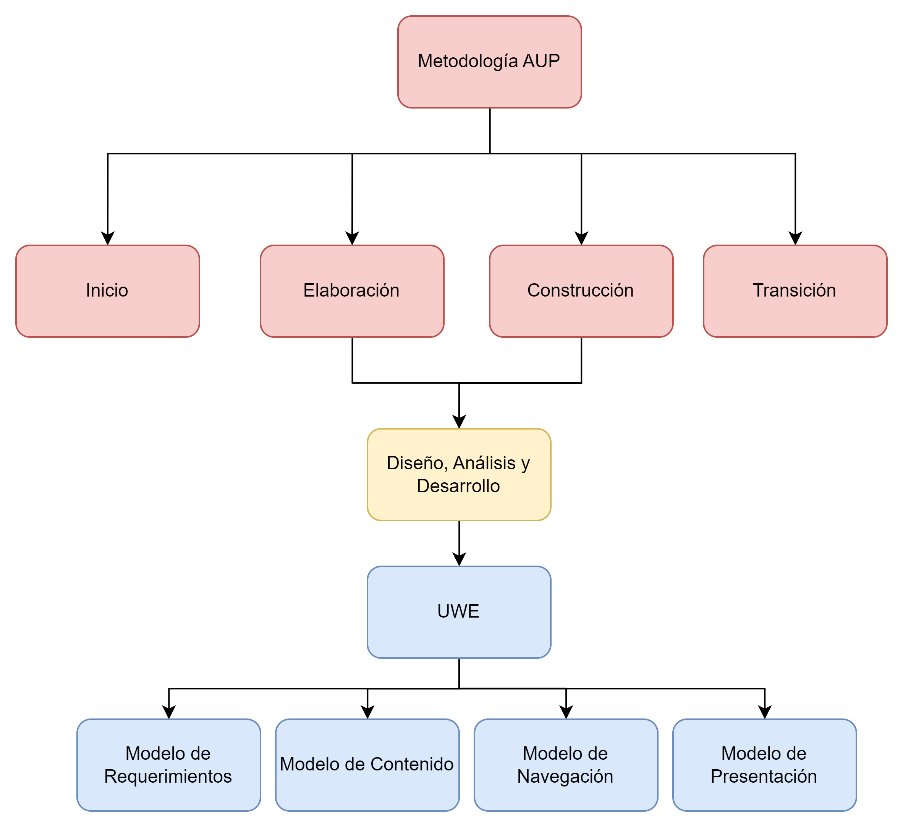 Metodología AUP
Inicio
Elaboración
Construcción
Transición
Diseño, Análisis y
Desarrollo
UWE
Modelo de
Requerimientos
Modelo de Contenido
Modelo de
Navegación
Modelo de
Presentación